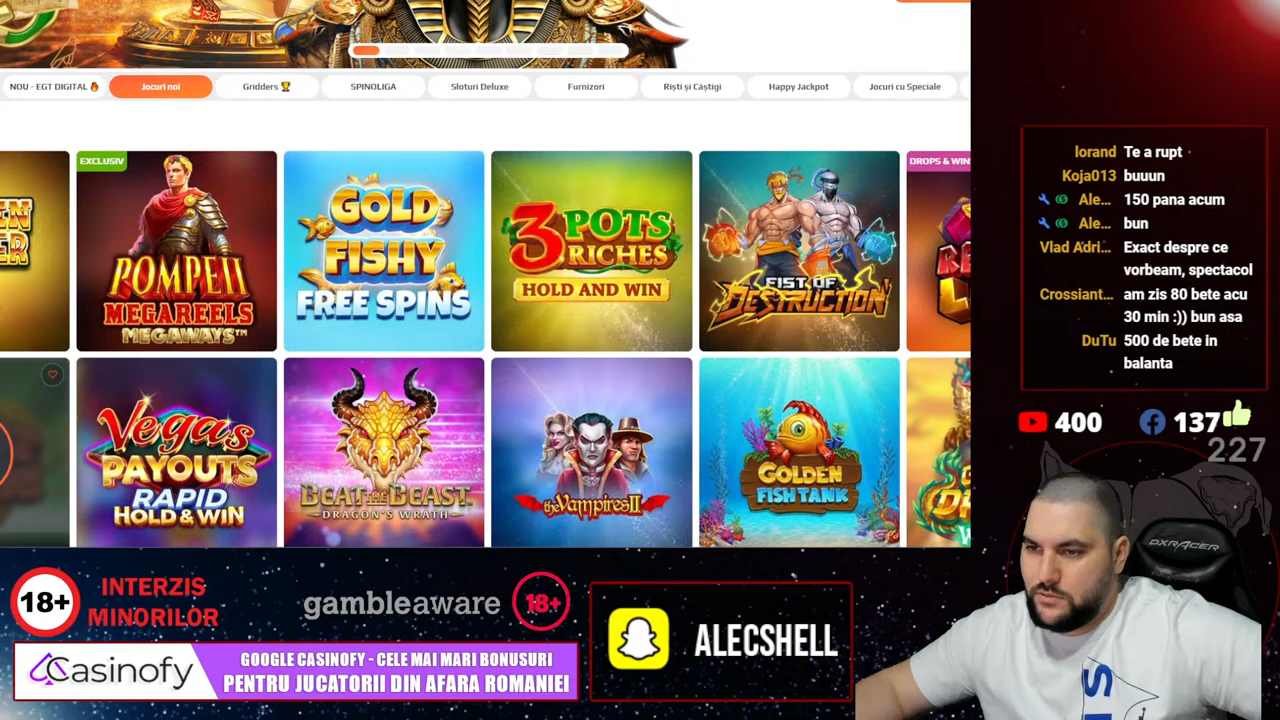 NOU - EGT DIGITAL
Jocuri noi
Gridders
SPINOLIGA
Sloturi Deluxe
Furnizori
Riști și Câștigi
Happy Jackpot
Jocuri cu Speciale
EXCLUSIV
POMPEII
MEGAREELS
MEGAWAYS™
GOLD
FISHY
FREE SPINS
3 POTS
RICHES
HOLD AND WIN
FIST OF
DESTRUCTION
DROPS & WIN
Vegas
PAYOUTS
RAPID
HOLD & WIN
BEAT THE BEAST
DRAGON'S WRATH
the Vampires II
GOLDEN
FISH TANK
lorand Te a rupt
Koja013 buuun
Ale... 150 pana acum
Ale... bun
Vlad Adri... Exact despre ce
vorbeam, spectacol
Crossiant... am zis 80 bete acu
30 min :)) bun asa
DuTu 500 de bete in
balanta
400
137
227
DXRACER
18+
INTERZIS
MINORILOR
gambleaware
18+
Casinofy
GOOGLE CASINOFY - CELE MAI MARI BONUSURI
PENTRU JUCATORII DIN AFARA ROMANIEI
ALECSHELL